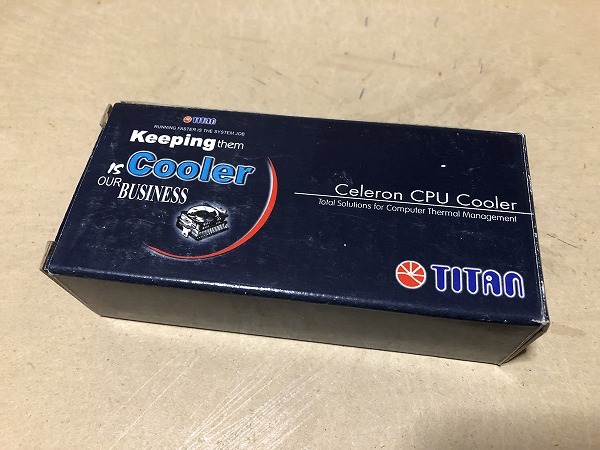 TITAN
RUNNING FASTER IS THE SYSTEM JOB
Keeping them
IS Cooler
OUR BUSINESS
Celeron CPU Cooler
Total Solutions for Computer Thermal Management
TITAN